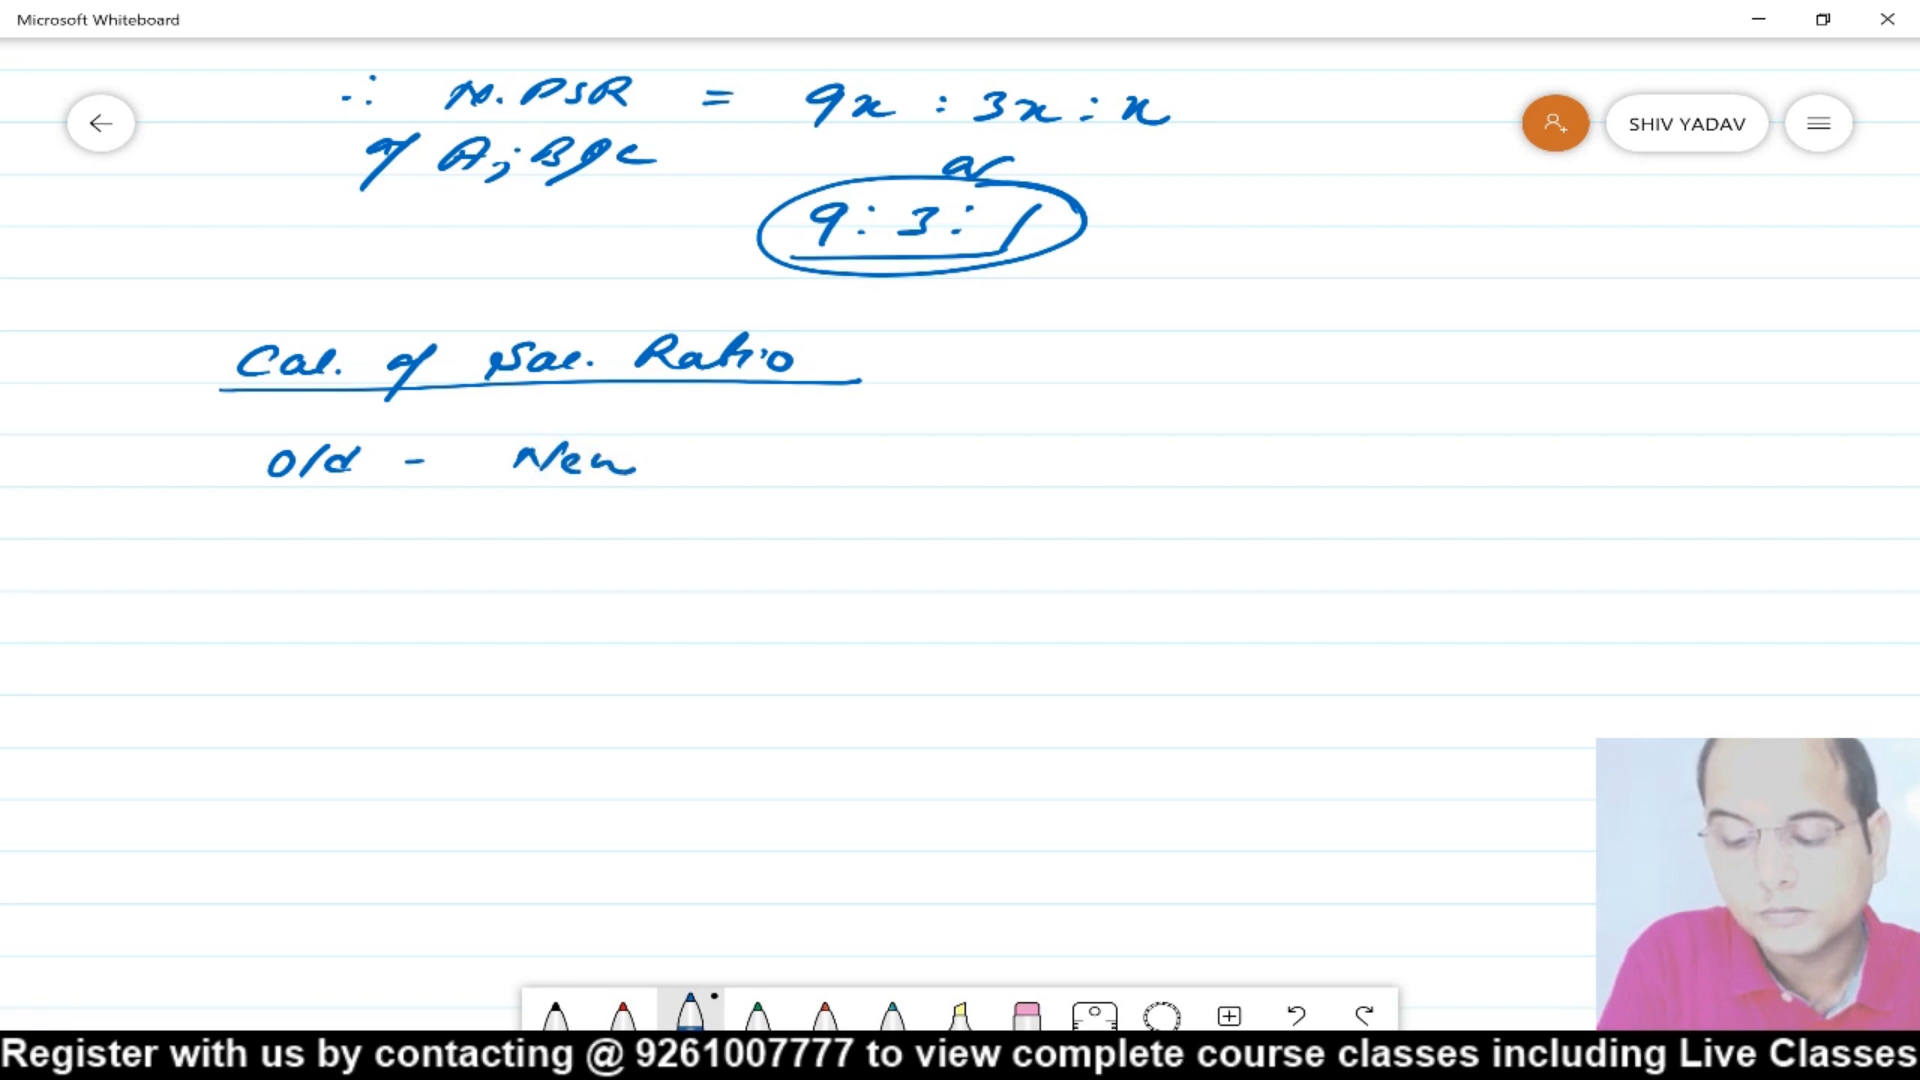 Microsoft Whiteboard
∴ N. PSR = 9x : 3x : x
of A, B & C or
9 : 3 : 1
SHIV YADAV
Cal. of Sac. Ratio
Old - New
Register with us by contacting @ 9261007777 to view complete course classes including Live Classes